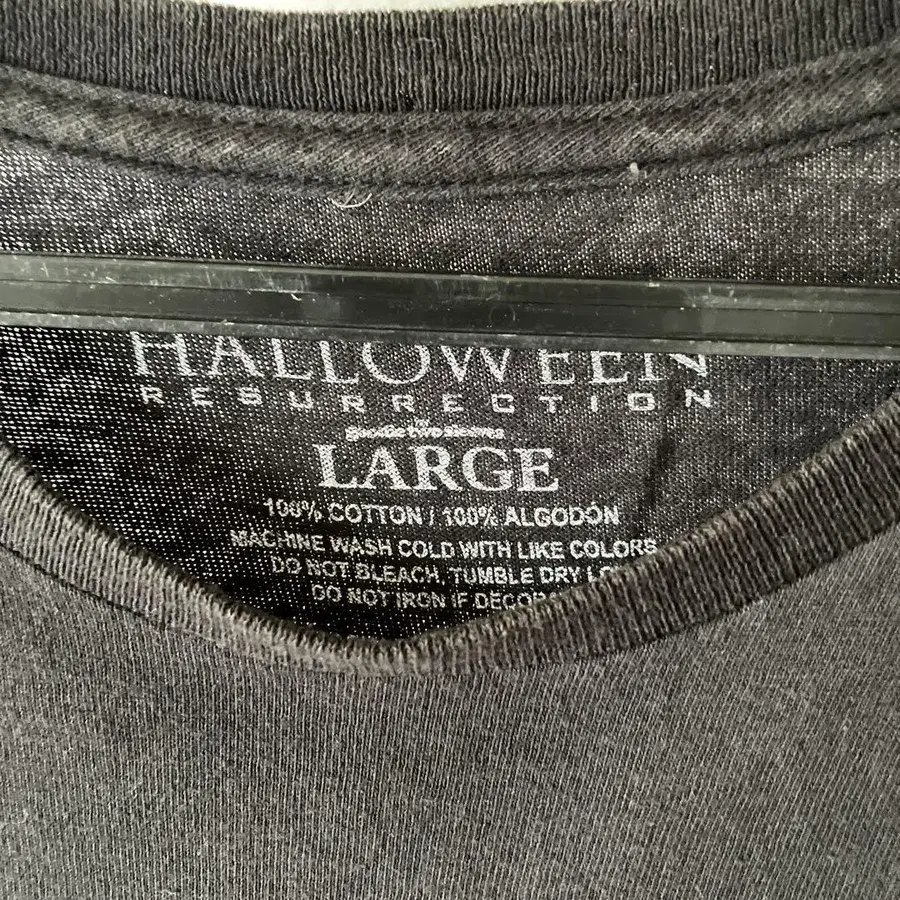 HALLOWEEN
RESURRECTION
LARGE
100% COTTON / 100% ALGODÓN
MACHINE WASH COLD WITH LIKE COLORS
DO NOT BLEACH. TUMBLE DRY
DO NOT IRON IF